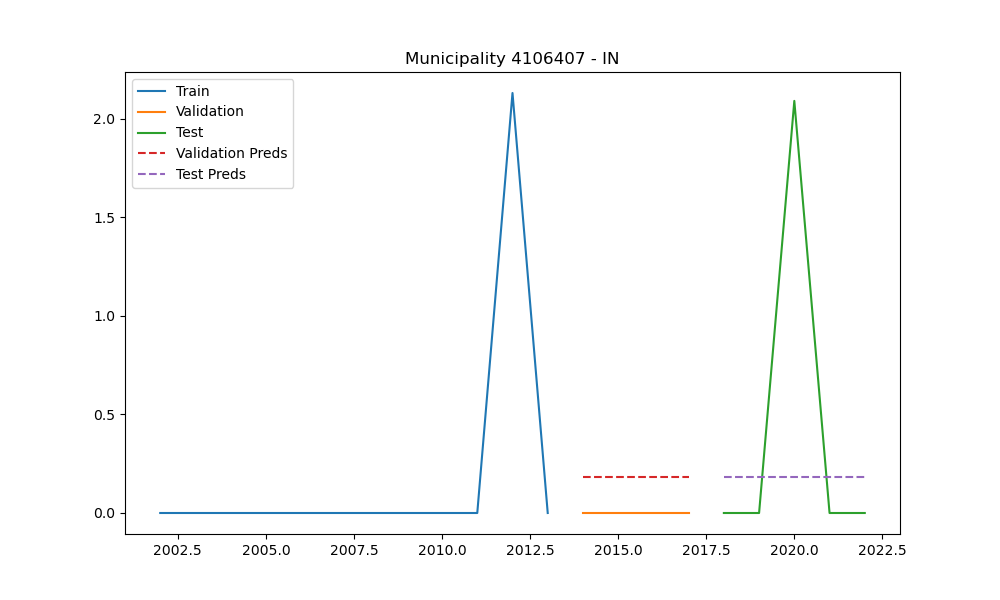 Municipality 4106407 - IN
Train
Validation
Test
Validation Preds
Test Preds
2.0
1.5
1.0
0.5
0.0
2002.5 2005.0 2007.5 2010.0 2012.5 2015.0 2017.5 2020.0 2022.5